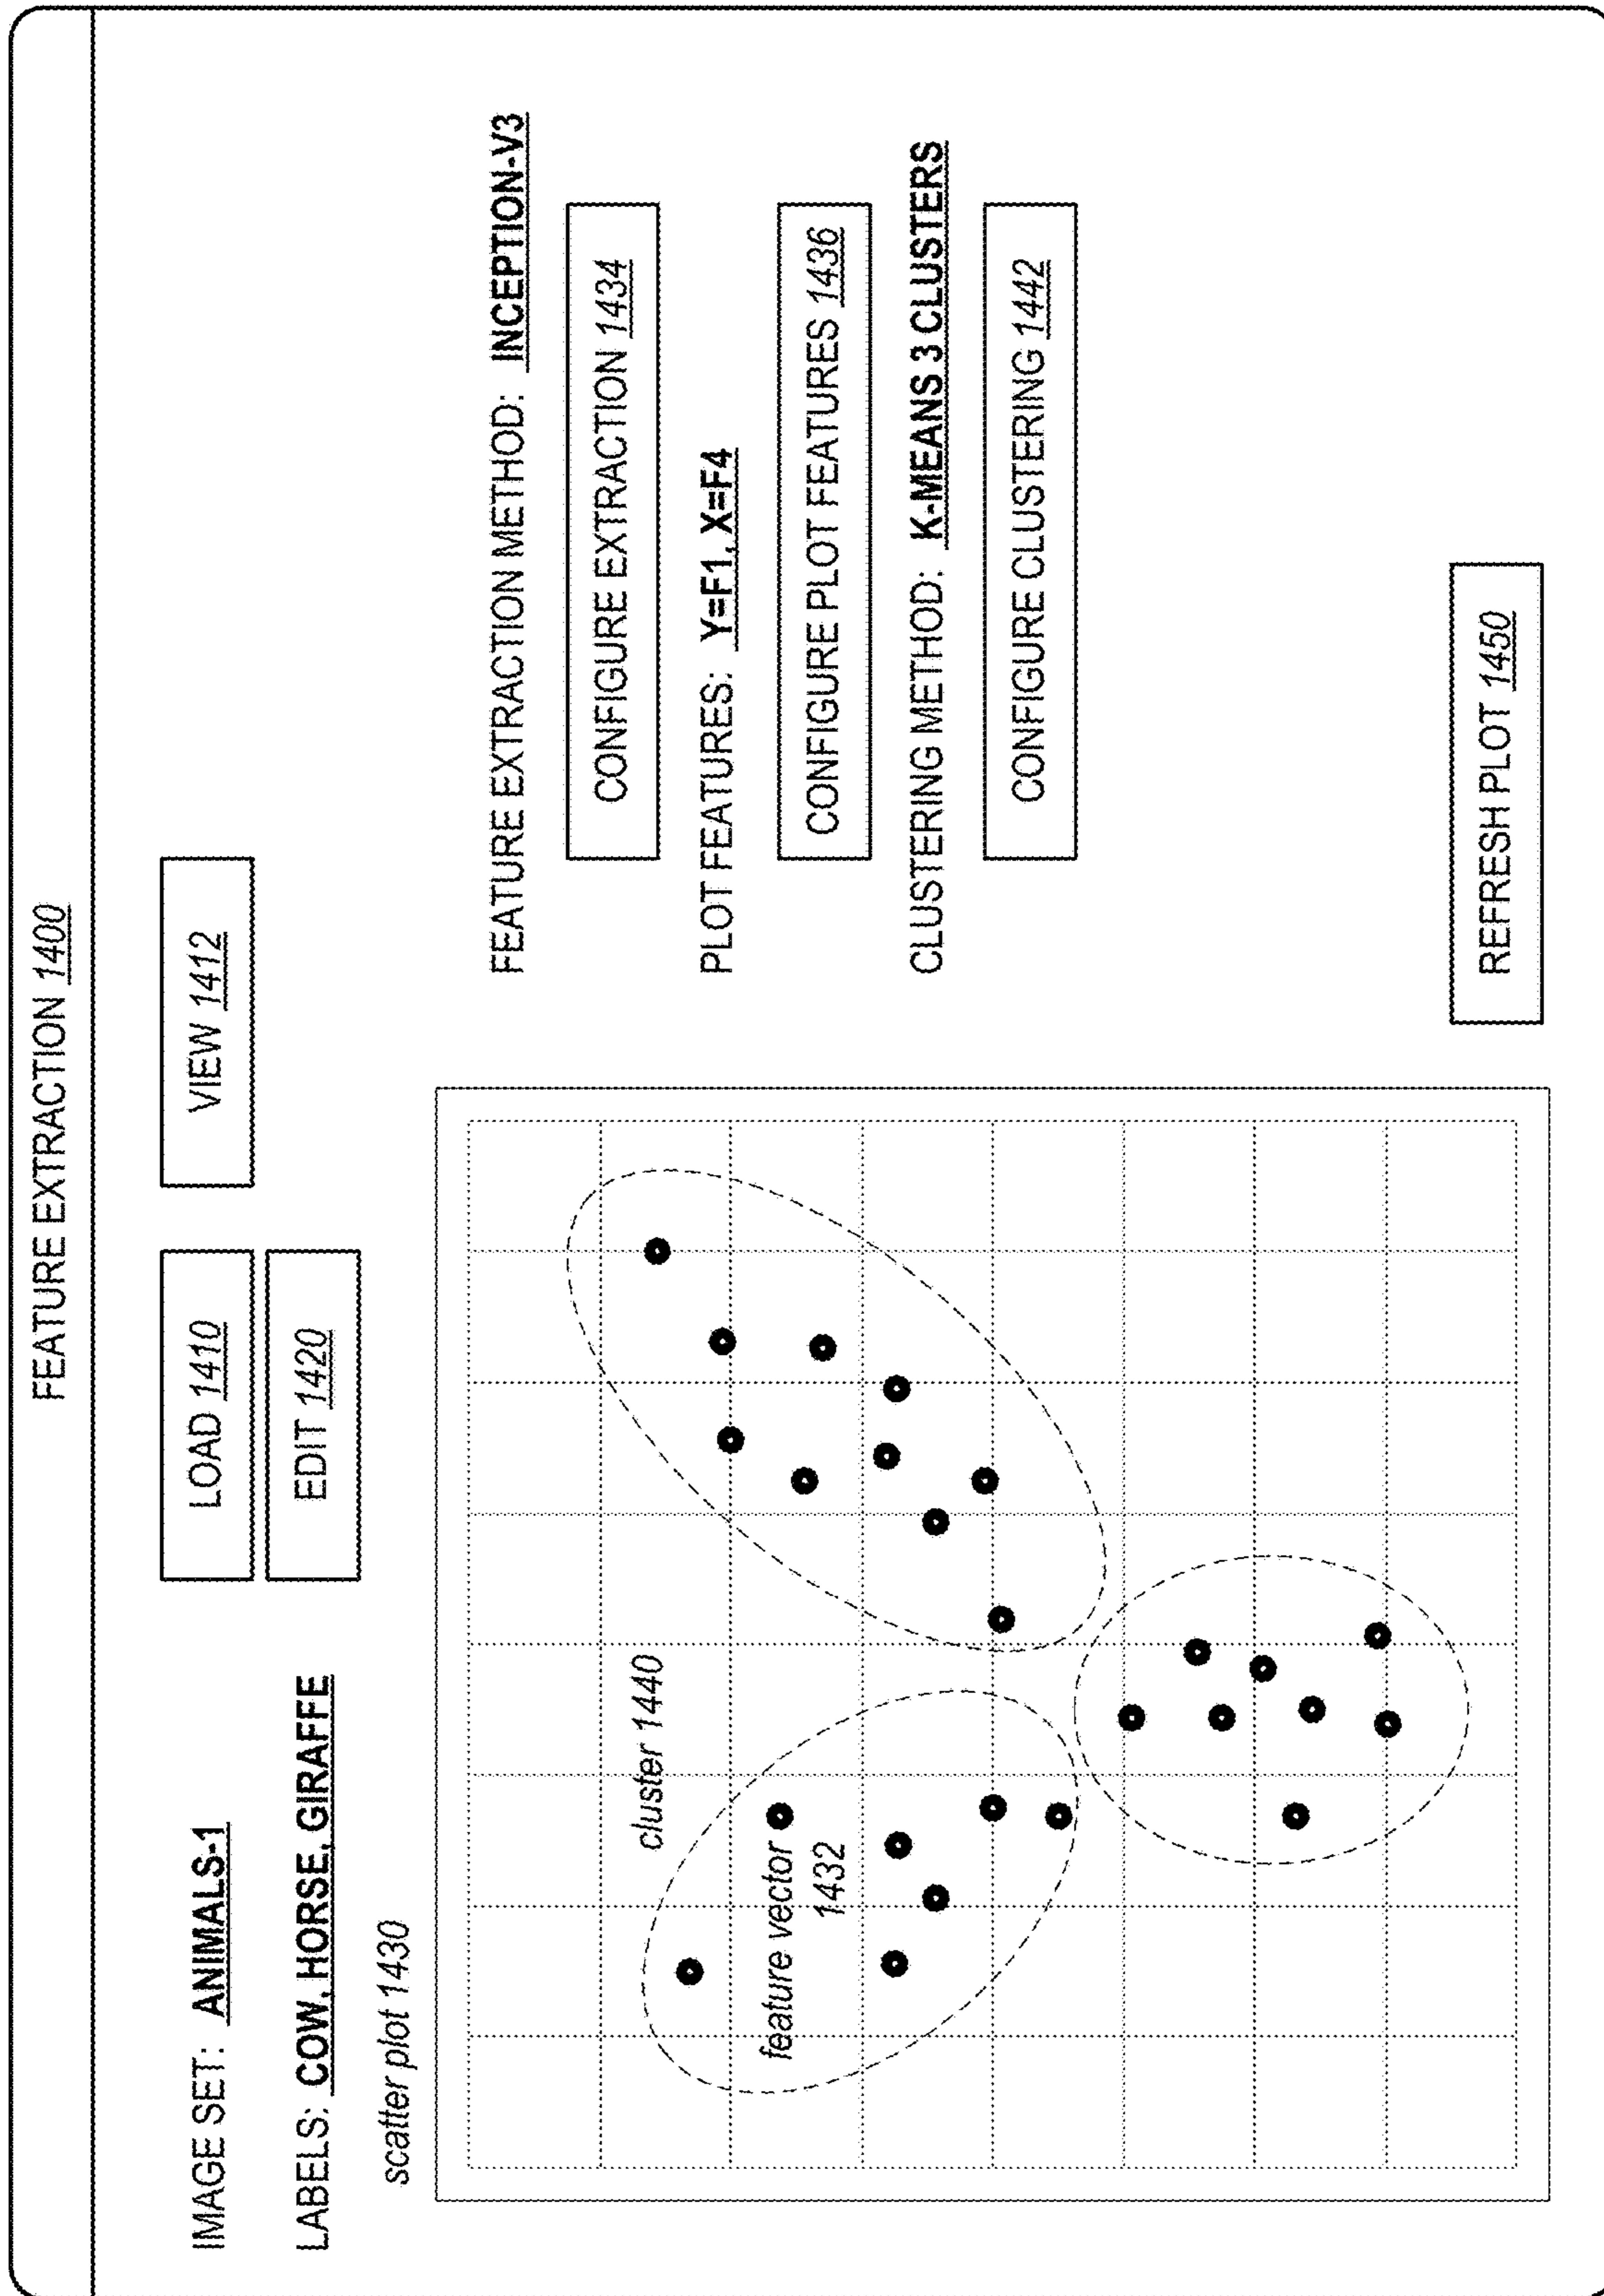 FEATURE EXTRACTION 1400
IMAGE SET: ANIMALS-1
LOAD 1410
VIEW 1412
LABELS: COW, HORSE, GIRAFFE
EDIT 1420
scatter plot 1430
cluster 1440
feature vector
1432
FEATURE EXTRACTION METHOD: INCEPTION-V3
CONFIGURE EXTRACTION 1434
PLOT FEATURES: Y=F1, X=F4
CONFIGURE PLOT FEATURES 1436
CLUSTERING METHOD: K-MEANS 3 CLUSTERS
CONFIGURE CLUSTERING 1442
REFRESH PLOT 1450